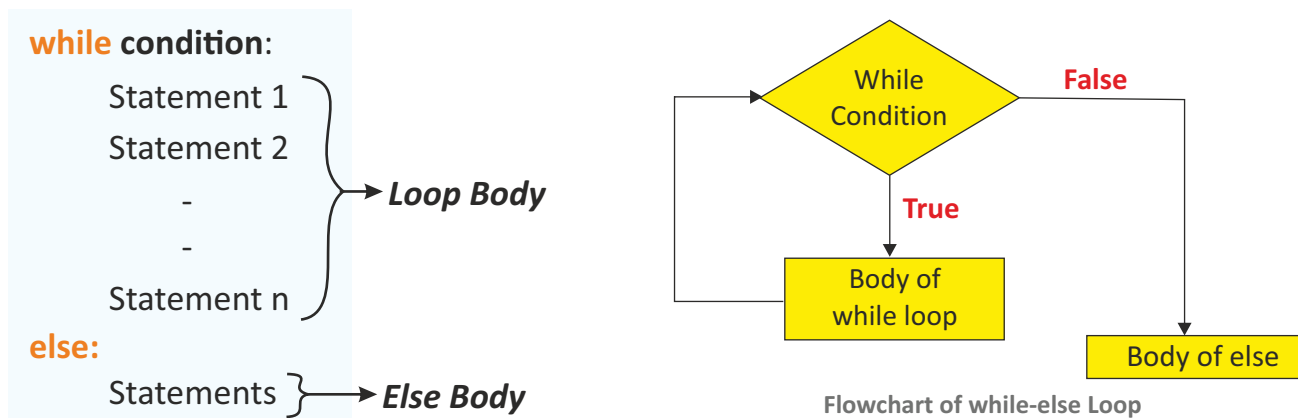 while condition:
Statement 1
Statement 2
-
-
Statement n
Loop Body
else:
Statements
Else Body
While
Condition
False
True
Body of
while loop
Body of else
Flowchart of while-else Loop